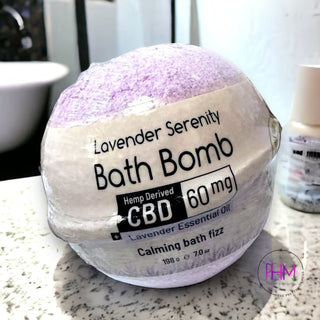 Lavender Serenity
Bath Bomb
Hemp Derived
CBD 60 mg
Lavender Essential Oil
Calming bath fizz
198 g ℮ 7.0 oz
PHM